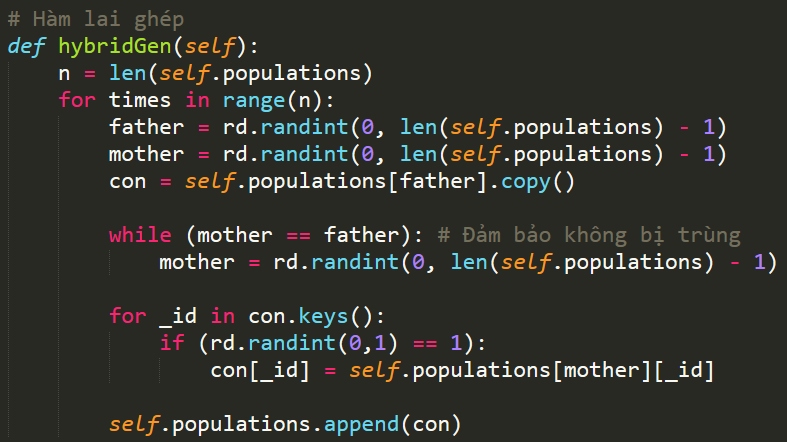 # Hàm lai ghép
def hybridGen(self):
    n = len(self.populations)
    for times in range(n):
        father = rd.randint(0, len(self.populations) - 1)
        mother = rd.randint(0, len(self.populations) - 1)
        con = self.populations[father].copy()
        while (mother == father): # Đảm bảo không bị trùng
            mother = rd.randint(0, len(self.populations) - 1)
        for _id in con.keys():
            if (rd.randint(0,1) == 1):
                con[_id] = self.populations[mother][_id]
        self.populations.append(con)